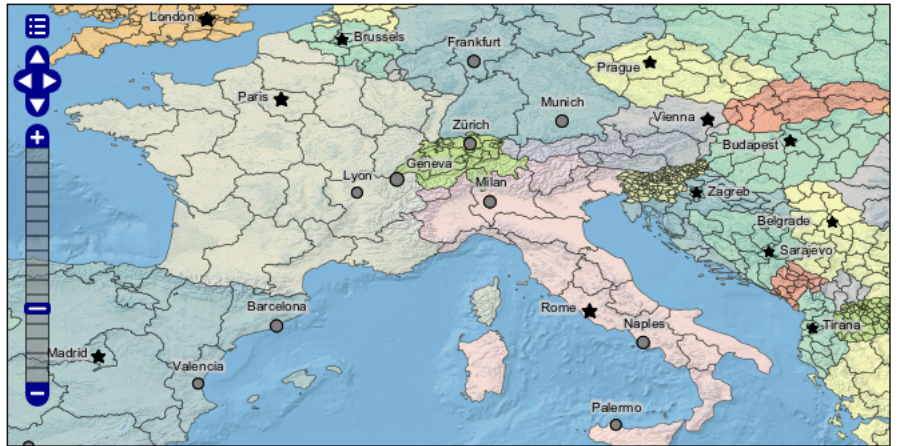 London
Brussels
Frankfurt
Prague
Paris
Munich
Vienna
Zürich
Budapest
Geneva
Lyon
Milan
Zagreb
Belgrade
Sarajevo
Barcelona
Rome
Naples
Tirana
Madrid
Valencia
Palermo